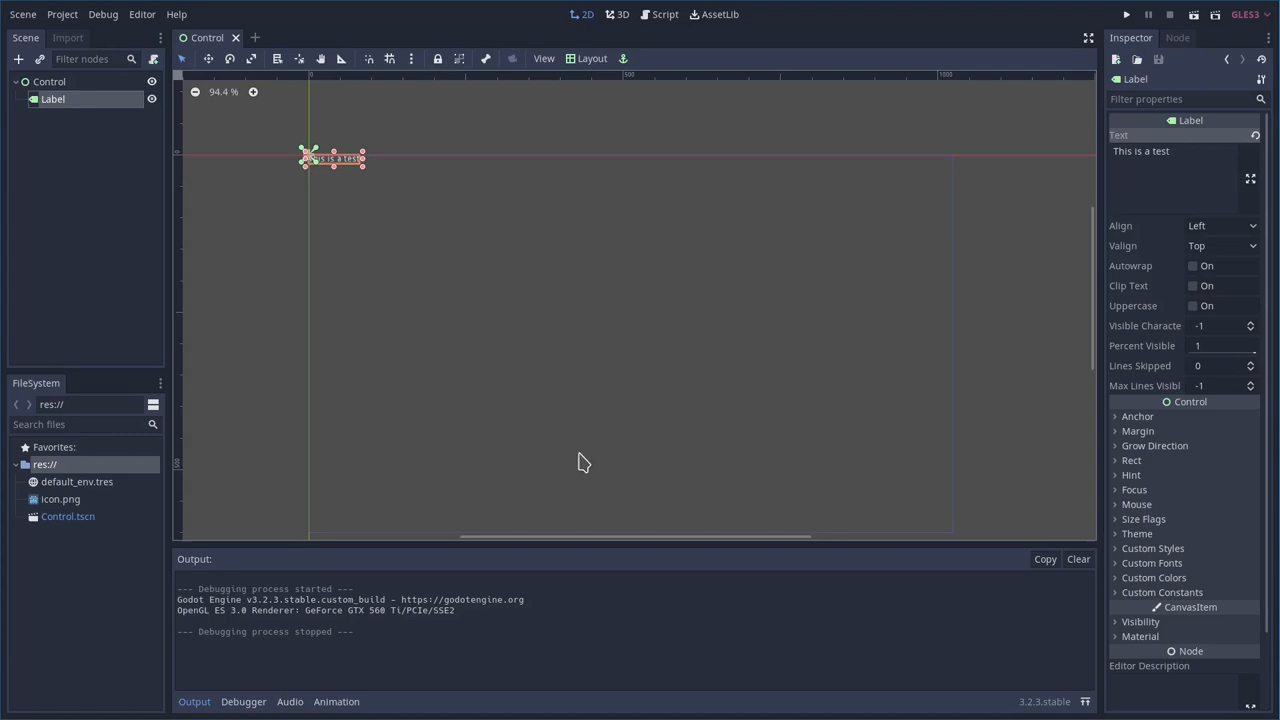 Scene Project Debug Editor Help
2D 3D Script AssetLib
GLES3
Scene Import
Filter nodes
Control
Label
FileSystem
res://
Search files
Favorites:
res://
default_env.tres
icon.png
Control.tscn
Control
View Layout
0 500 1000
94.4 %
0
500
This is a test
Output: Copy Clear
--- Debugging process started ---
Godot Engine v3.2.3.stable.custom_build - https://godotengine.org
OpenGL ES 3.0 Renderer: GeForce GTX 560 Ti/PCIe/SSE2
--- Debugging process stopped ---
Output Debugger Audio Animation 3.2.3.stable
Inspector Node
Label
Filter properties
Label
Text
This is a test
Align Left
Valign Top
Autowrap On
Clip Text On
Uppercase On
Visible Characte -1
Percent Visible 1
Lines Skipped 0
Max Lines Visibl -1
Control
Anchor
Margin
Grow Direction
Rect
Hint
Focus
Mouse
Size Flags
Theme
Custom Styles
Custom Fonts
Custom Colors
Custom Constants
CanvasItem
Visibility
Material
Node
Editor Description